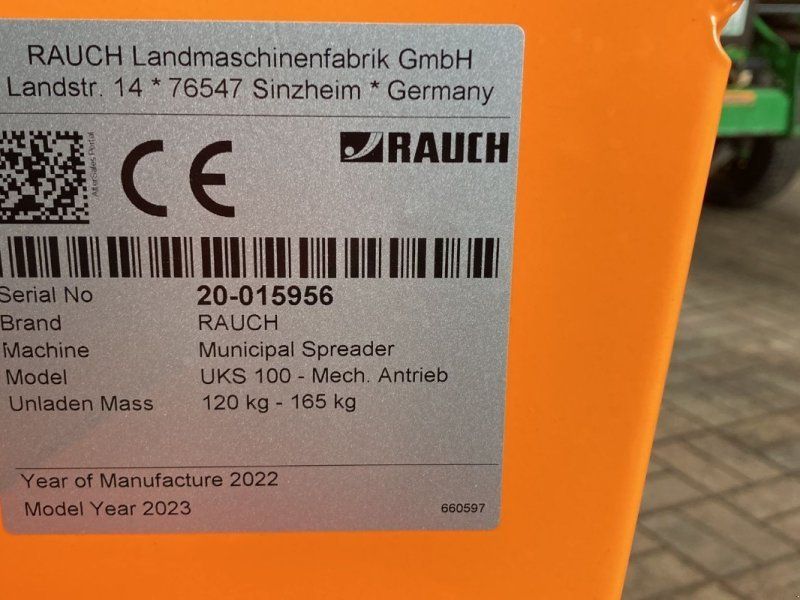 RAUCH Landmaschinenfabrik GmbH
Landstr. 14 * 76547 Sinzheim * Germany
AfterSales Portal
CE
RAUCH
Serial No 20-015956
Brand RAUCH
Machine Municipal Spreader
Model UKS 100 - Mech. Antrieb
Unladen Mass 120 kg - 165 kg
Year of Manufacture 2022
Model Year 2023
660597